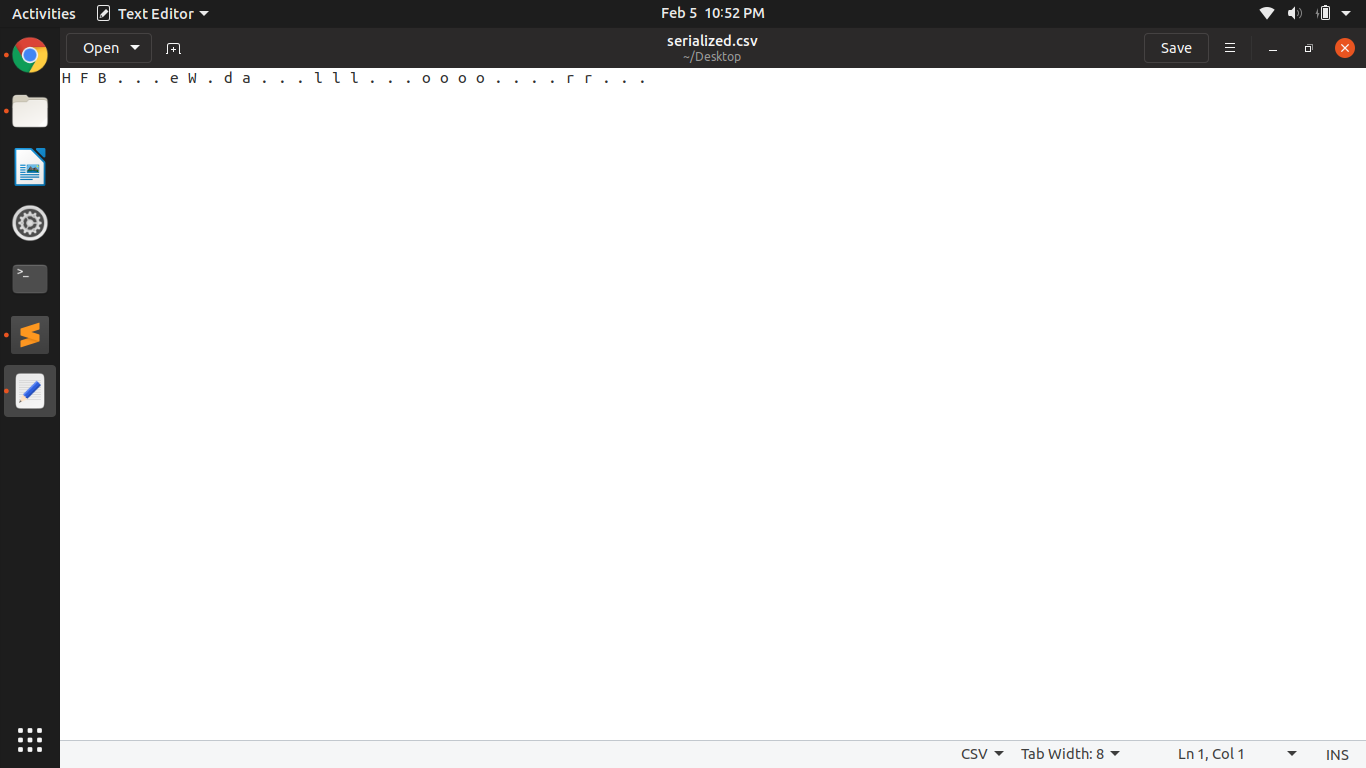 Activities Text Editor Feb 5 10:52 PM
Open serialized.csv Save
~/Desktop
H F B . . . e W . d a . . . l l l . . . o o o o . . . . r r . . .
>_
CSV Tab Width: 8 Ln 1, Col 1 INS